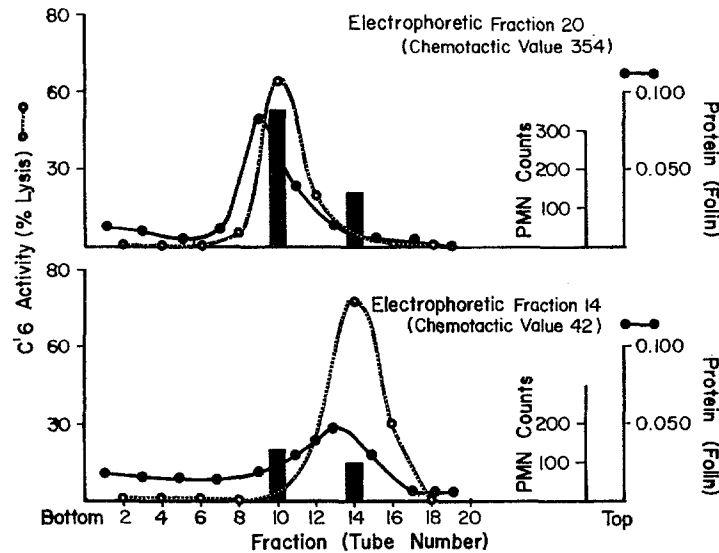 80
Electrophoretic Fraction 20
(Chemotactic Value 354)
60
0.100
300
30
200
0.050
100
PMN Counts
Protein (Folin)
C'6 Activity (% Lysis)
80
Electrophoretic Fraction 14
(Chemotactic Value 42)
60
0.100
30
200
0.050
100
PMN Counts
Protein (Folin)
Bottom 2 4 6 8 10 12 14 16 18 20 Top
Fraction (Tube Number)